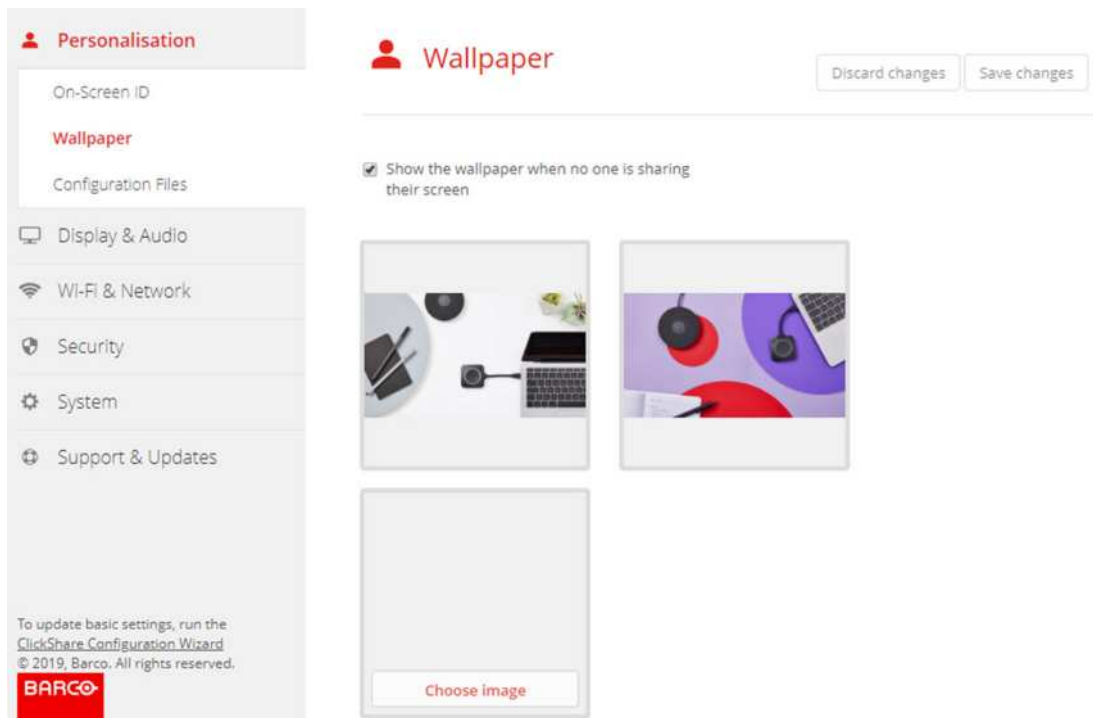 Personalisation
On-Screen ID
Wallpaper
Configuration Files
Display & Audio
Wi-Fi & Network
Security
System
Support & Updates
To update basic settings, run the
ClickShare Configuration Wizard
© 2019, Barco. All rights reserved.
BARCO
Wallpaper
Discard changes
Save changes
Show the wallpaper when no one is sharing
their screen
Choose image